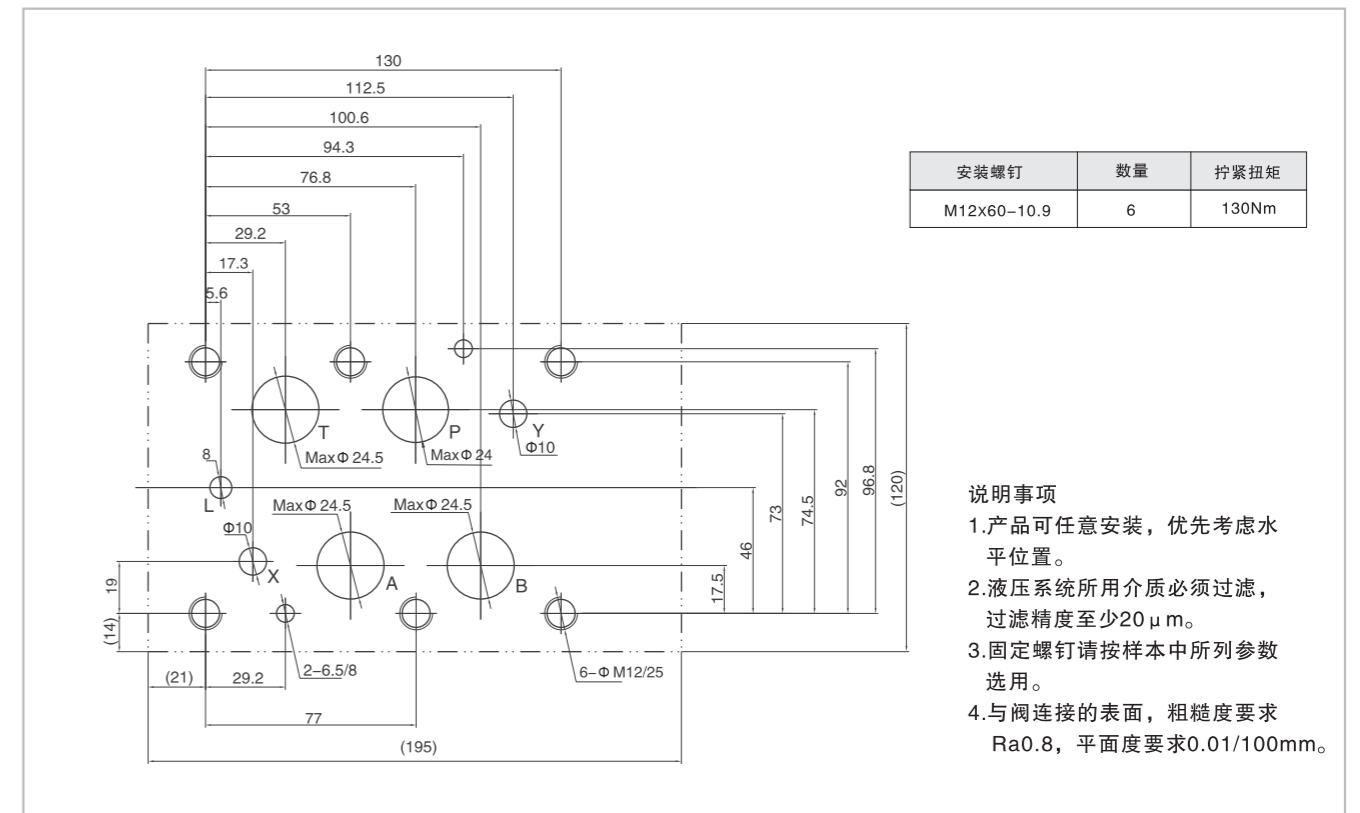 130
112.5
100.6
94.3
76.8
53
29.2
17.3
5.6
安装螺钉 数量 拧紧扭矩
M12X60-10.9 6 130Nm
T P Y
MaxΦ 24.5 MaxΦ 24 Φ10
8
L
MaxΦ 24.5 MaxΦ 24.5
Φ10
X A B
19
(14)
17.5
46
73
74.5
92
96.8
(120)
2-6.5/8
6-Φ M12/25
(21) 29.2
77
(195)
说明事项
1.产品可任意安装，优先考虑水
平位置。
2.液压系统所用介质必须过滤，
过滤精度至少20μm。
3.固定螺钉请按样本中所列参数
选用。
4.与阀连接的表面，粗糙度要求
Ra0.8，平面度要求0.01/100mm。